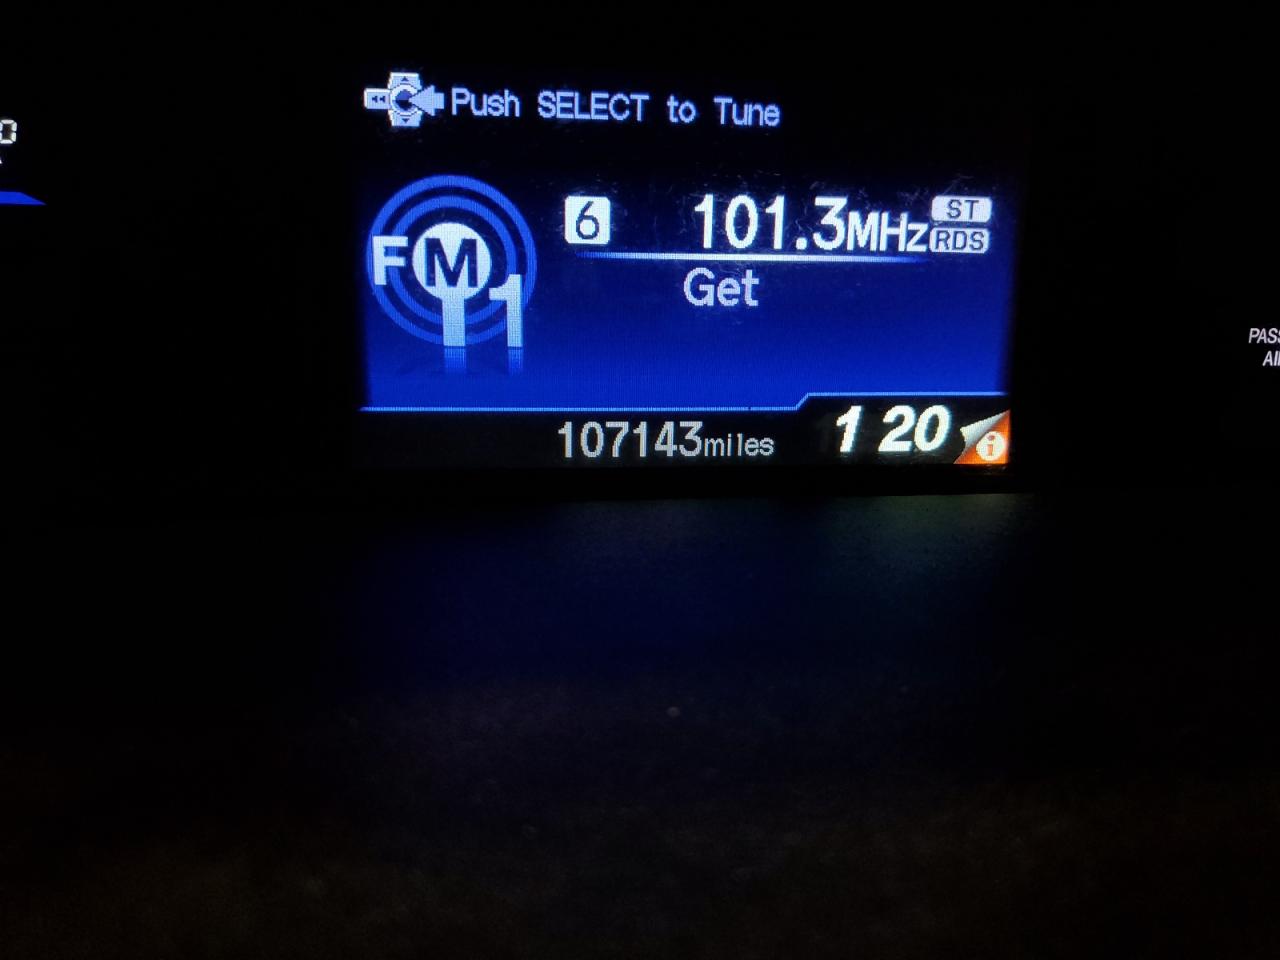 Push SELECT to Tune
FM 1
6 101.3MHz ST
RDS
Get
107143miles 1 20 i